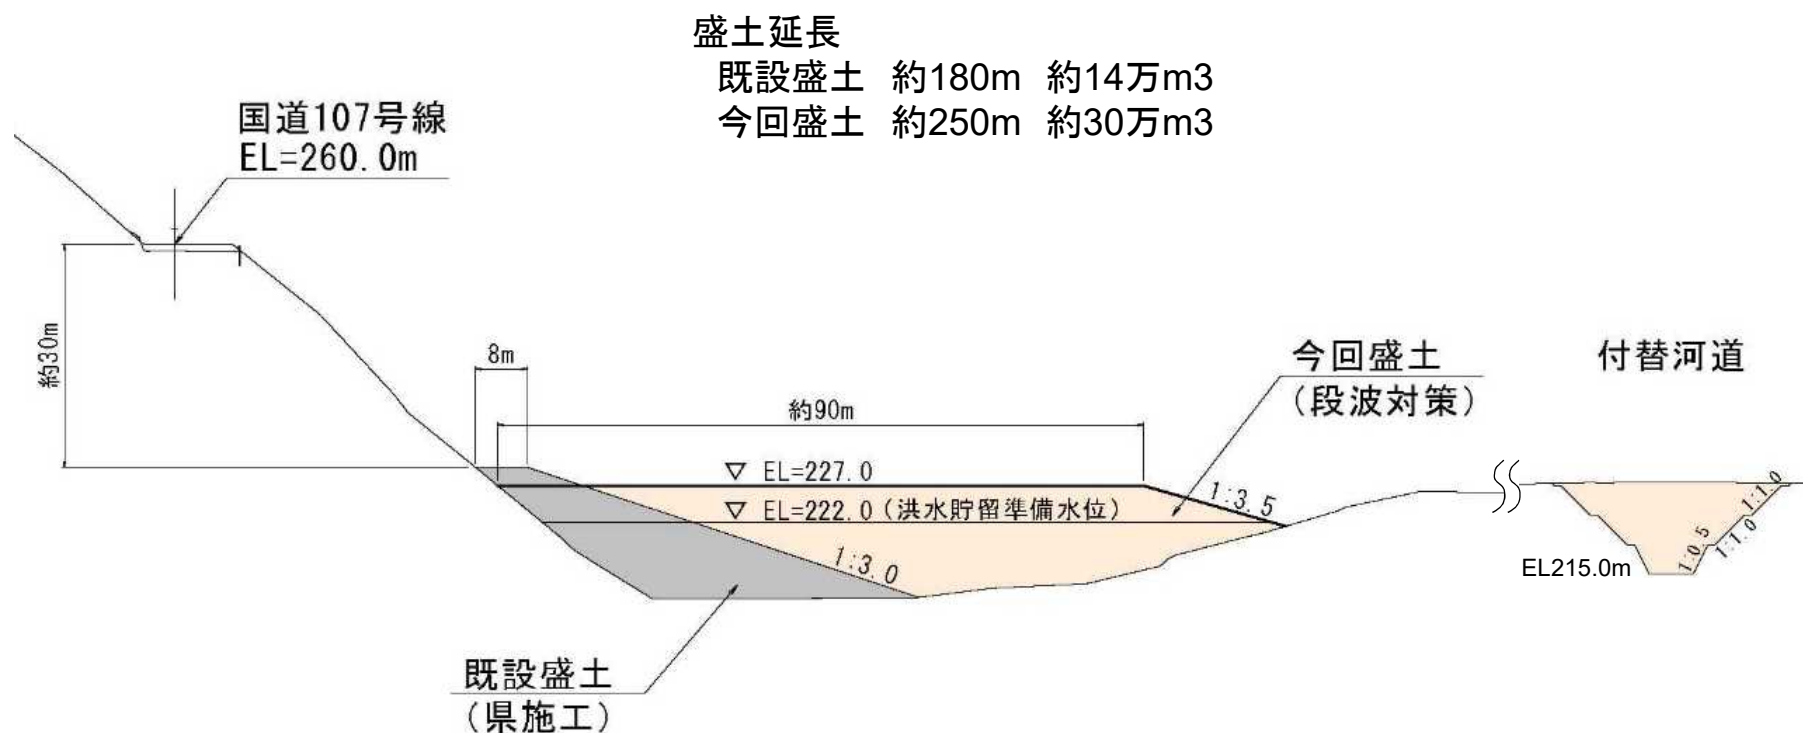 盛土延長
既設盛土 約180m 約14万m3
今回盛土 約250m 約30万m3
国道107号線
EL=260.0m
約30m
8m
約90m
今回盛土
(段波対策)
付替河道
▽ EL=227.0
▽ EL=222.0(洪水貯留準備水位)
1:3.5
1:3.0
1:1.0
1:1.0
1:0.5
EL215.0m
既設盛土
(県施工)